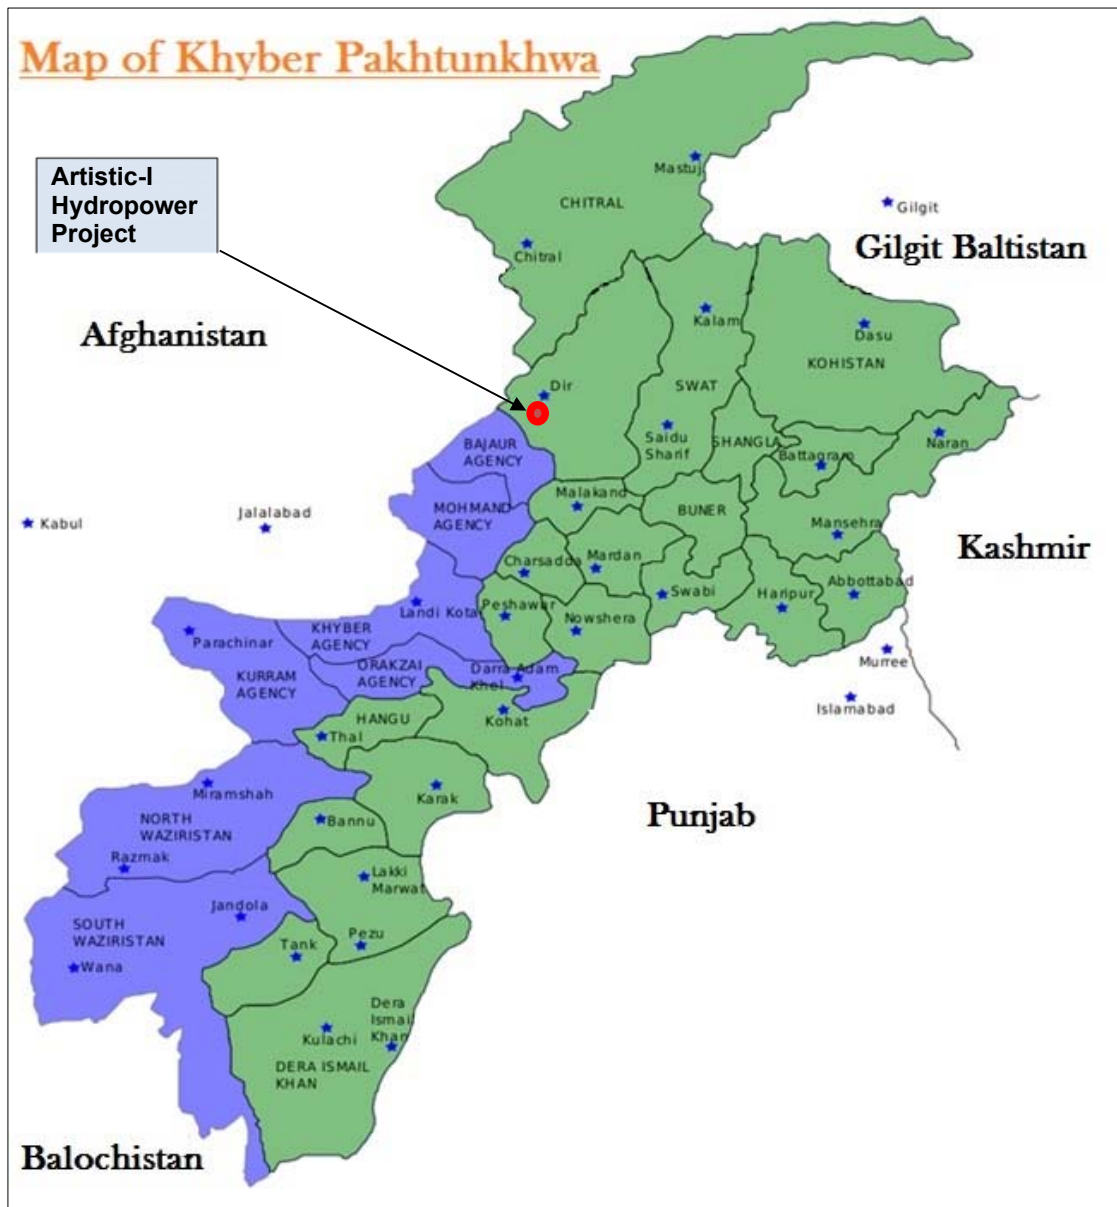 Map of Khyber Pakhtunkhwa
Artistic-I
Hydropower
Project
Mastuj
CHITRAL
Gilgit
Chitral
Gilgit Baltistan
Afghanistan
Kalam
Dasu
KOHISTAN
Dir
SWAT
Saidu
Sharif
SHANGLA
Naran
BAJAUR
AGENCY
Battagram
Malakand
MOHMAND
AGENCY
BUNER
Kabul
Jalalabad
Mansehra
Kashmir
Charsadda
Mardan
Abbottabad
Swabi
Haripur
Landi Kotal
Peshawar
Nowshera
KHYBER
AGENCY
Parachinar
Murree
ORAKZAI
AGENCY
Darra Adam
Khel
KURRAM
AGENCY
Islamabad
HANGU
Kohat
Thal
Miramshah
Karak
Punjab
NORTH
WAZIRISTAN
Bannu
Razmak
Lakki
Marwat
Jandola
SOUTH
WAZIRISTAN
Pezu
Tank
Wana
Dera
Ismail
Khan
Kulachi
DERA ISMAIL
KHAN
Balochistan